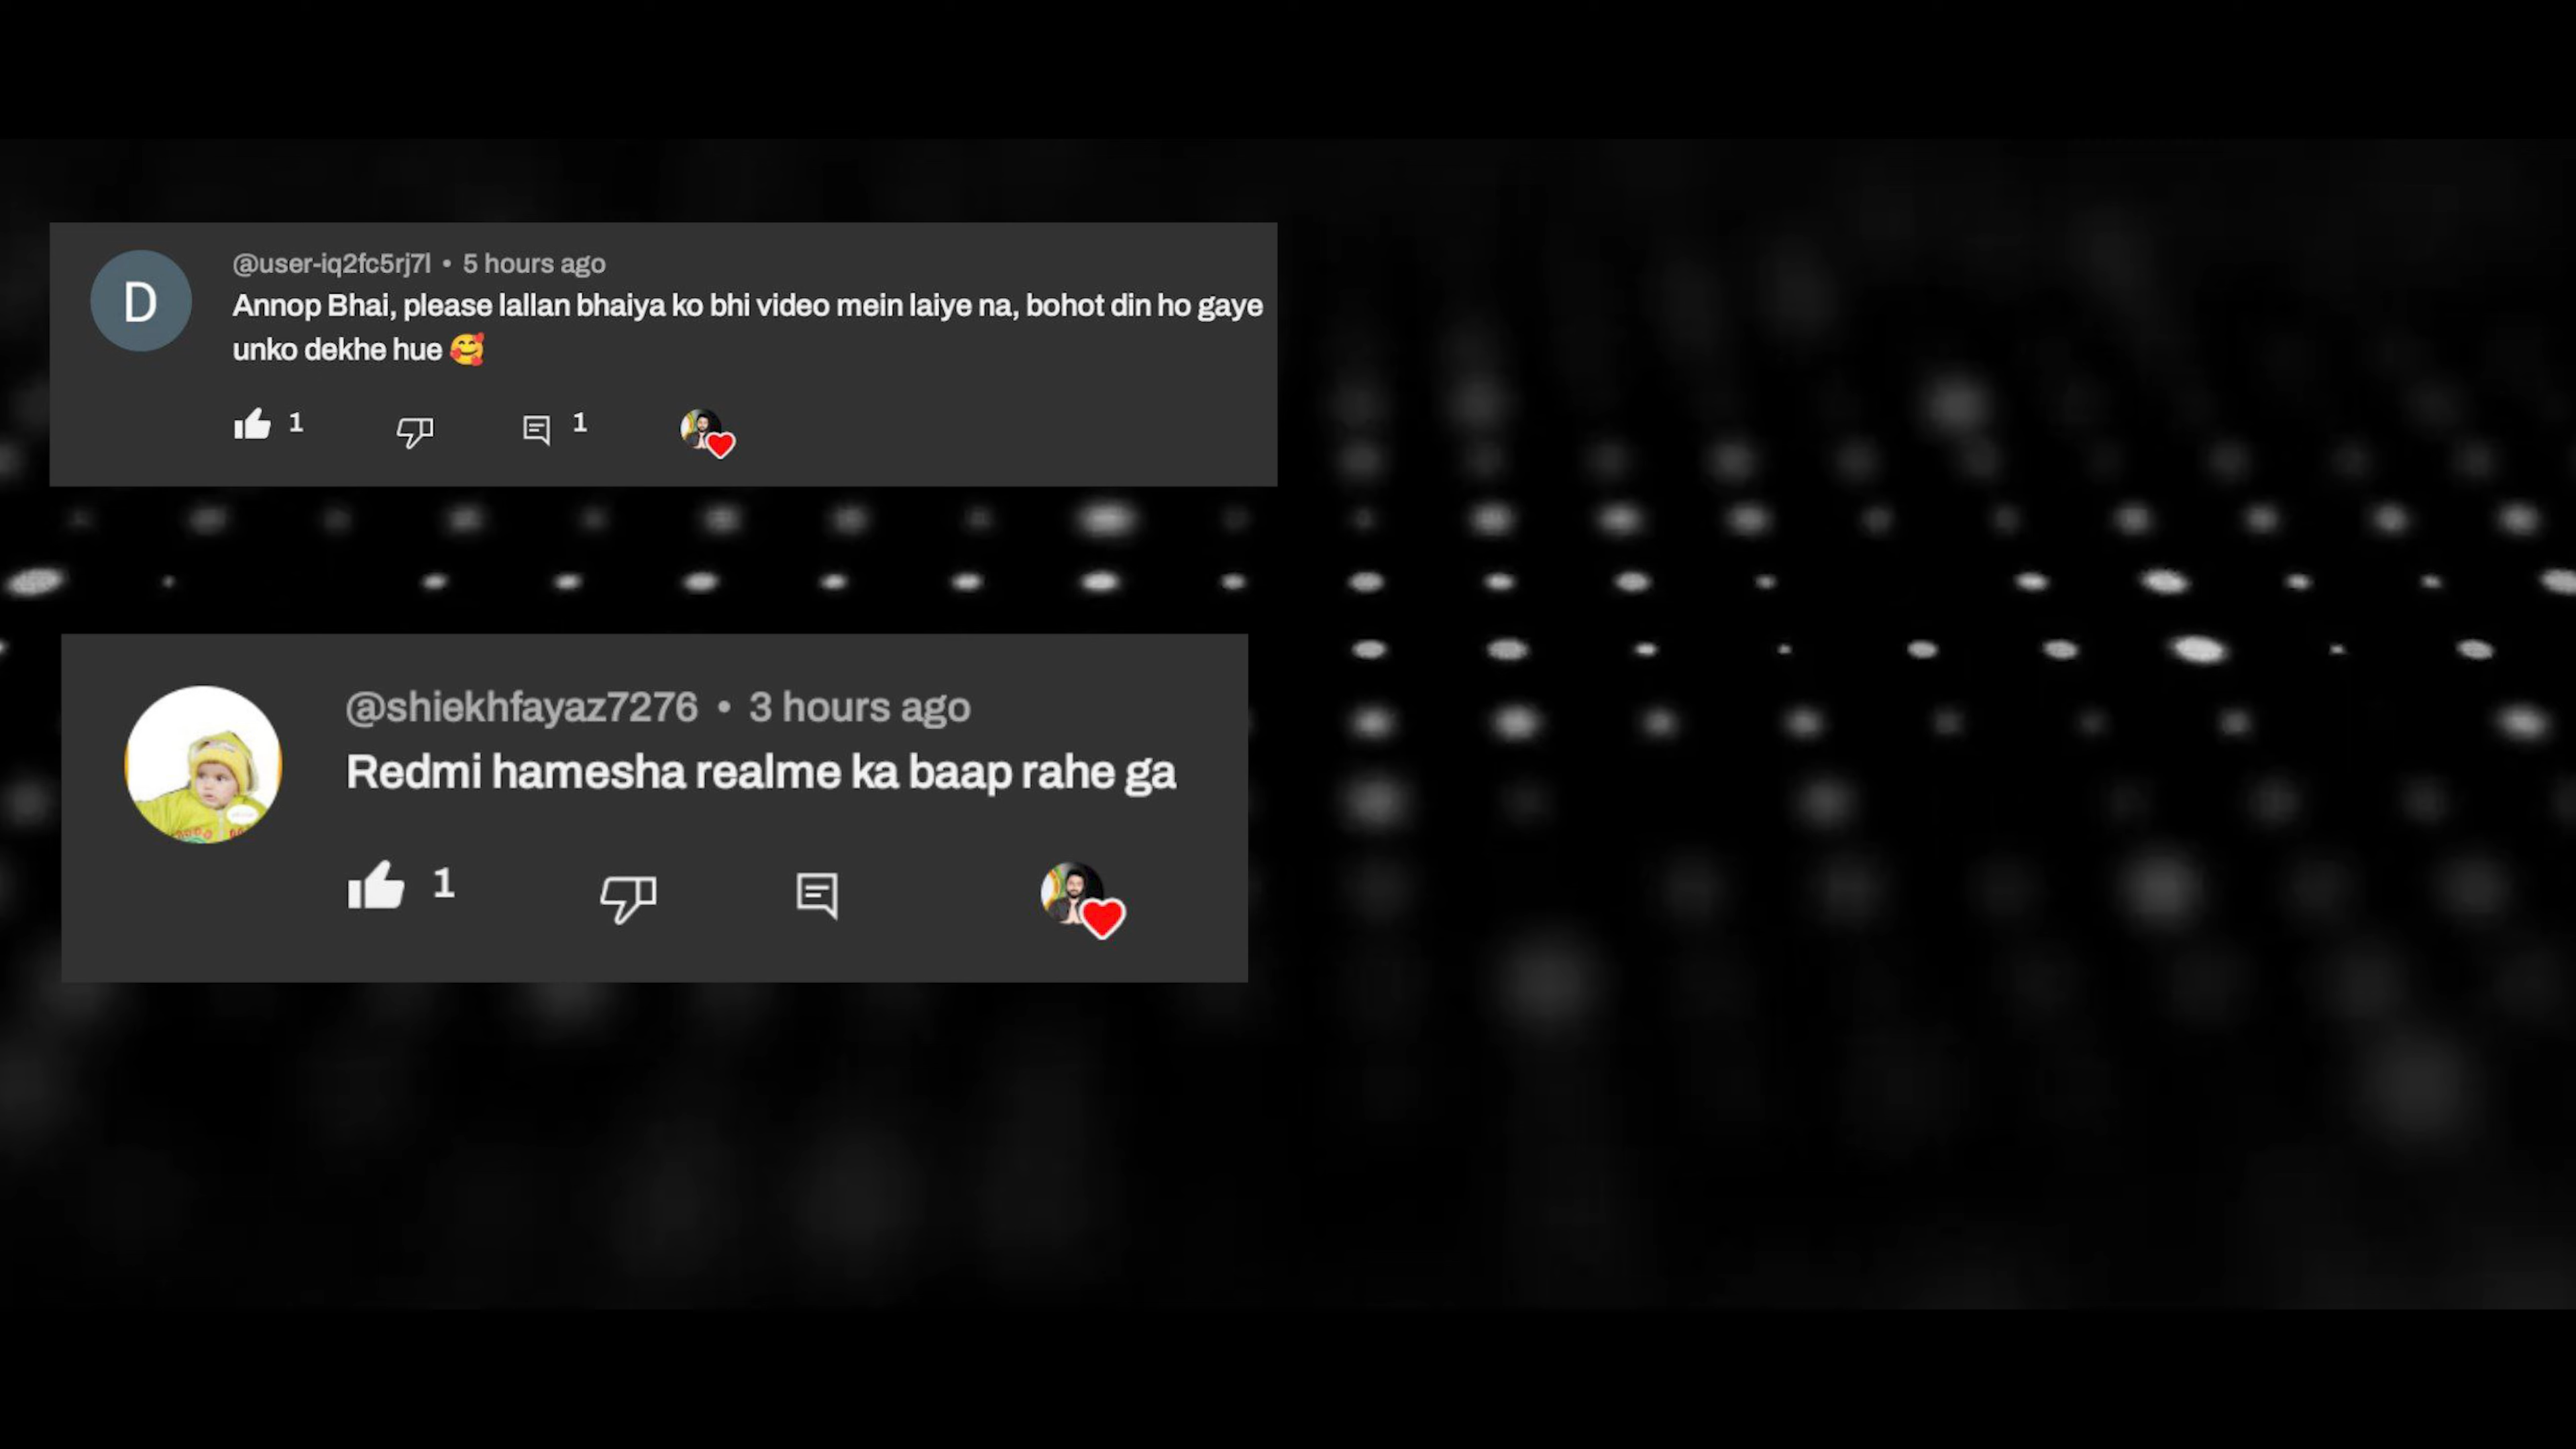 D
@user-iq2fc5rj7l • 5 hours ago
Annop Bhai, please lallan bhaiya ko bhi video mein laiye na, bohot din ho gaye
unko dekhe hue 🥰
1 1
@shiekhfayaz7276 • 3 hours ago
Redmi hamesha realme ka baap rahe ga
1